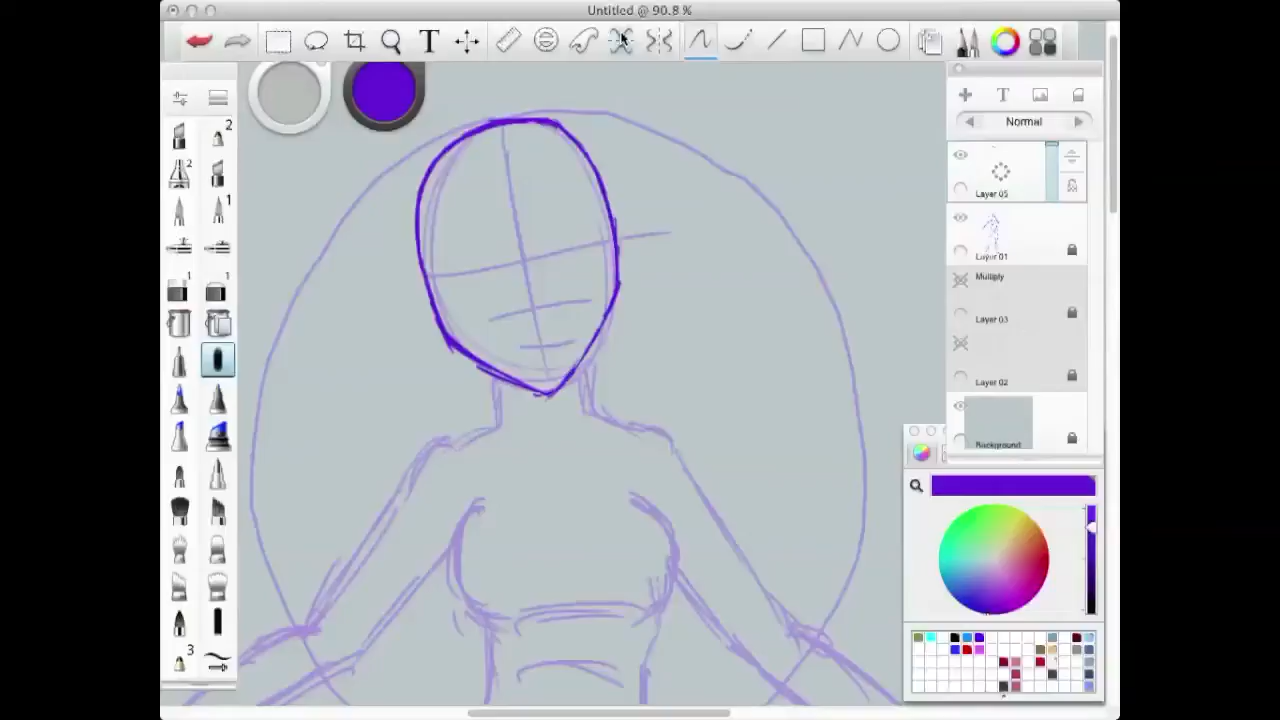 Untitled @ 90.8 %
T
T
Normal
2
Layer 05
2
1
Layer 01
Multiply
1
1
Layer 03
Layer 02
Background
3